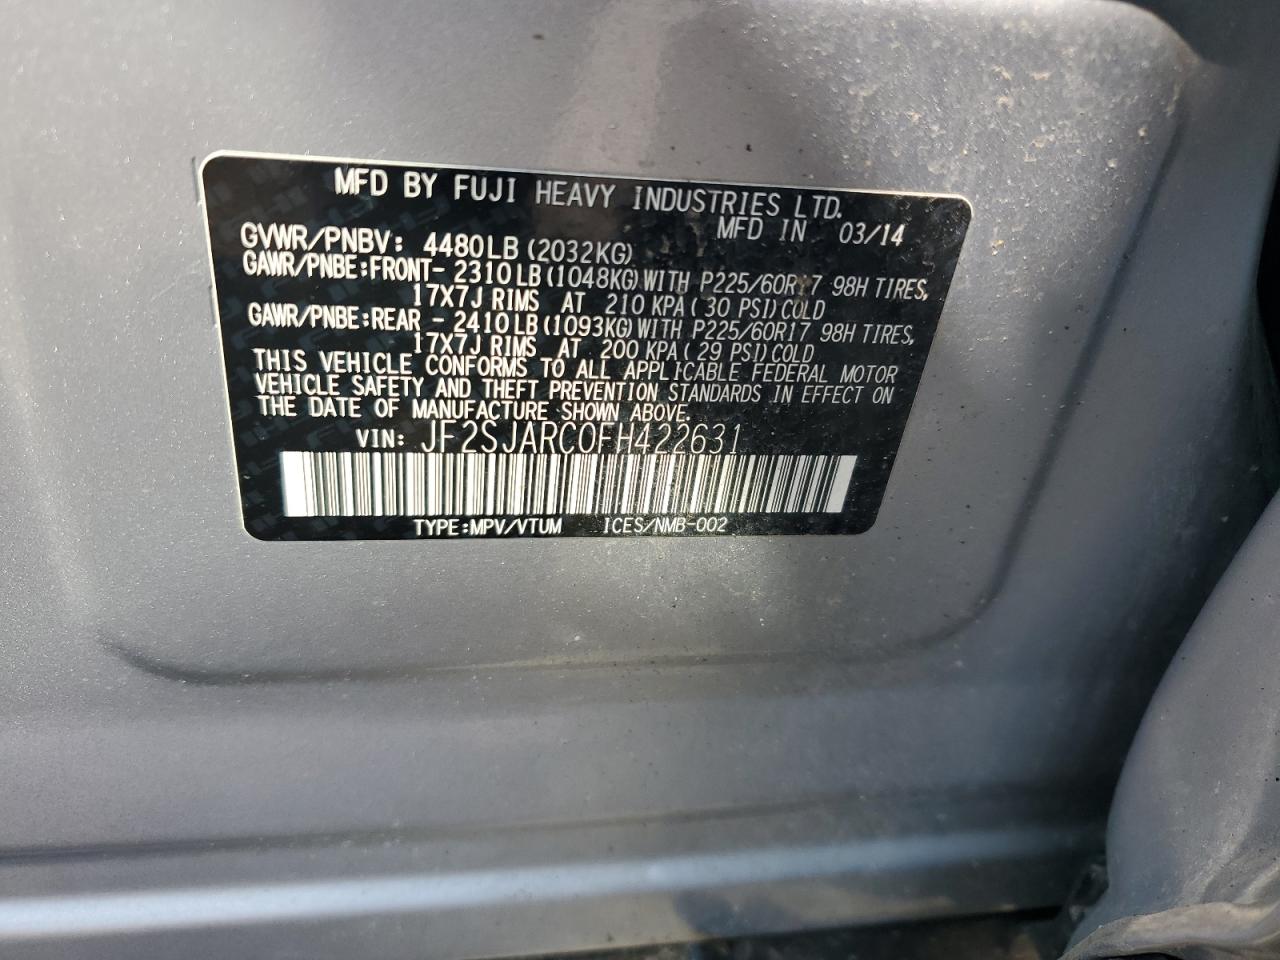 MFD BY FUJI HEAVY INDUSTRIES LTD.
MFD IN 03/14
GVWR/PNBV: 4480LB (2032KG)
GAWR/PNBE:FRONT- 2310LB (1048KG) WITH P225/60R17 98H TIRES,
17X7J RIMS AT 210 KPA ( 30 PSI) COLD
GAWR/PNBE:REAR - 2410LB (1093KG) WITH P225/60R17 98H TIRES,
17X7J RIMS AT 200 KPA ( 29 PSI) COLD
THIS VEHICLE CONFORMS TO ALL APPLICABLE FEDERAL MOTOR
VEHICLE SAFETY AND THEFT PREVENTION STANDARDS IN EFFECT ON
THE DATE OF MANUFACTURE SHOWN ABOVE.
VIN: JF2SJARC0FH422631
TYPE:MPV/VTUM ICES/NMB-002